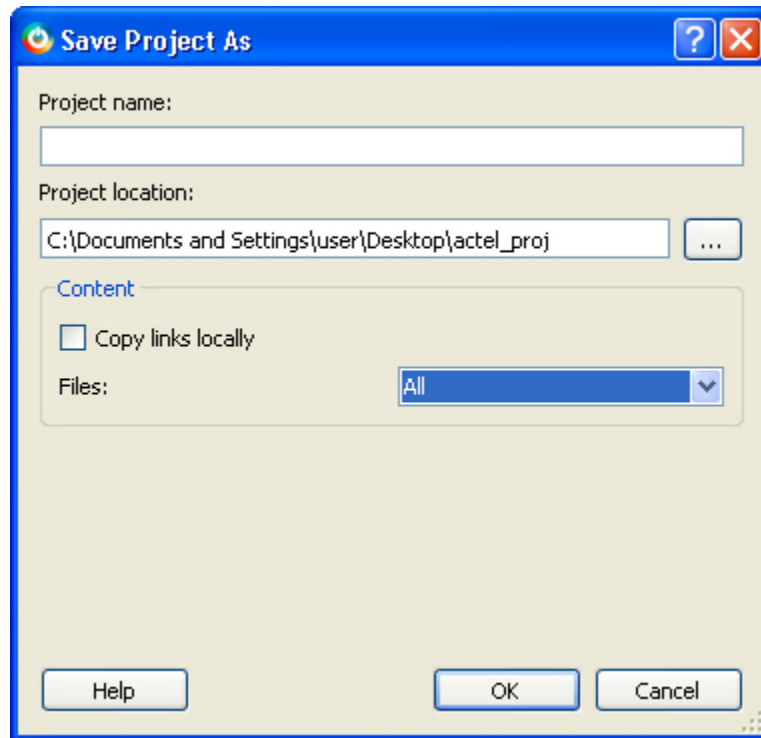 Save Project As
Project name:
Project location:
C:\Documents and Settings\user\Desktop\actel_proj
...
Content
Copy links locally
Files:
All
Help
OK
Cancel